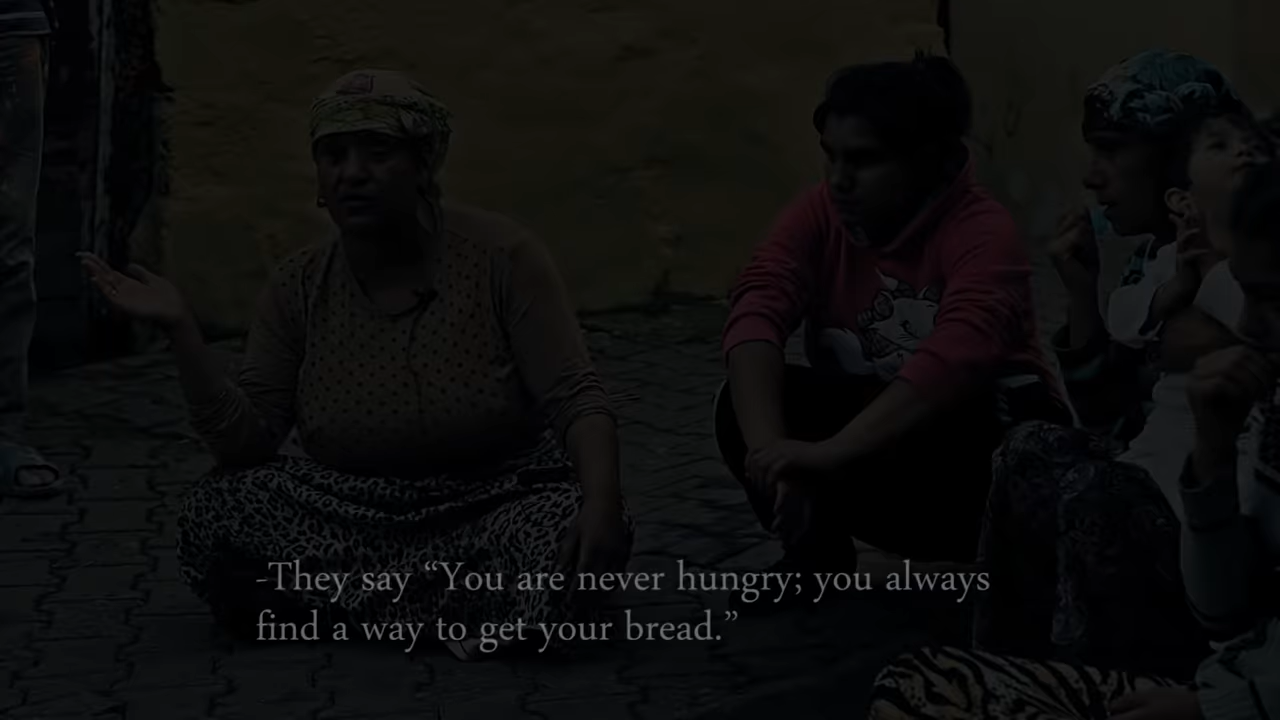 -They say “You are never hungry; you always
find a way to get your bread.”